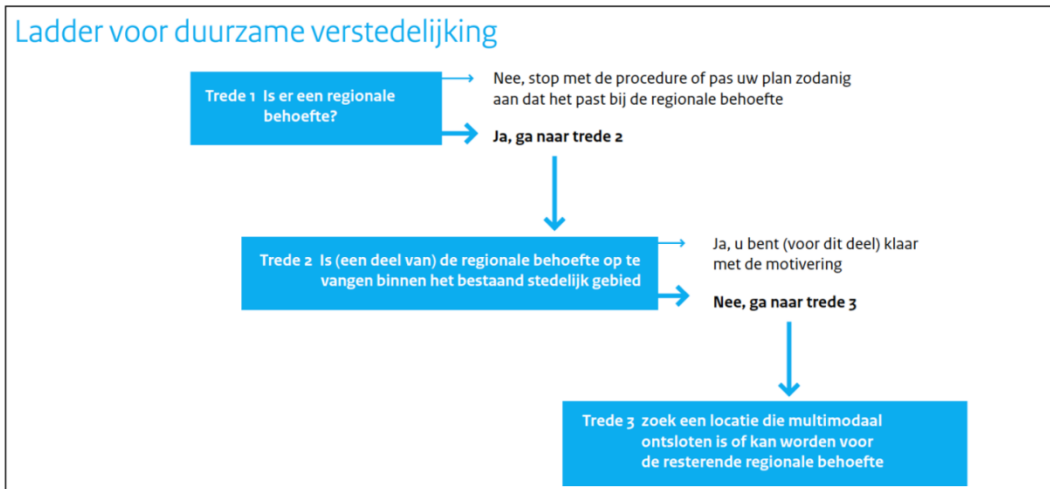 Ladder voor duurzame verstedelijking
Trede 1 Is er een regionale
behoefte?
Nee, stop met de procedure of pas uw plan zodanig
aan dat het past bij de regionale behoefte
Ja, ga naar trede 2
Trede 2 Is (een deel van) de regionale behoefte op te
vangen binnen het bestaand stedelijk gebied
Ja, u bent (voor dit deel) klaar
met de motivering
Nee, ga naar trede 3
Trede 3 zoek een locatie die multimodaal
ontsloten is of kan worden voor
de resterende regionale behoefte